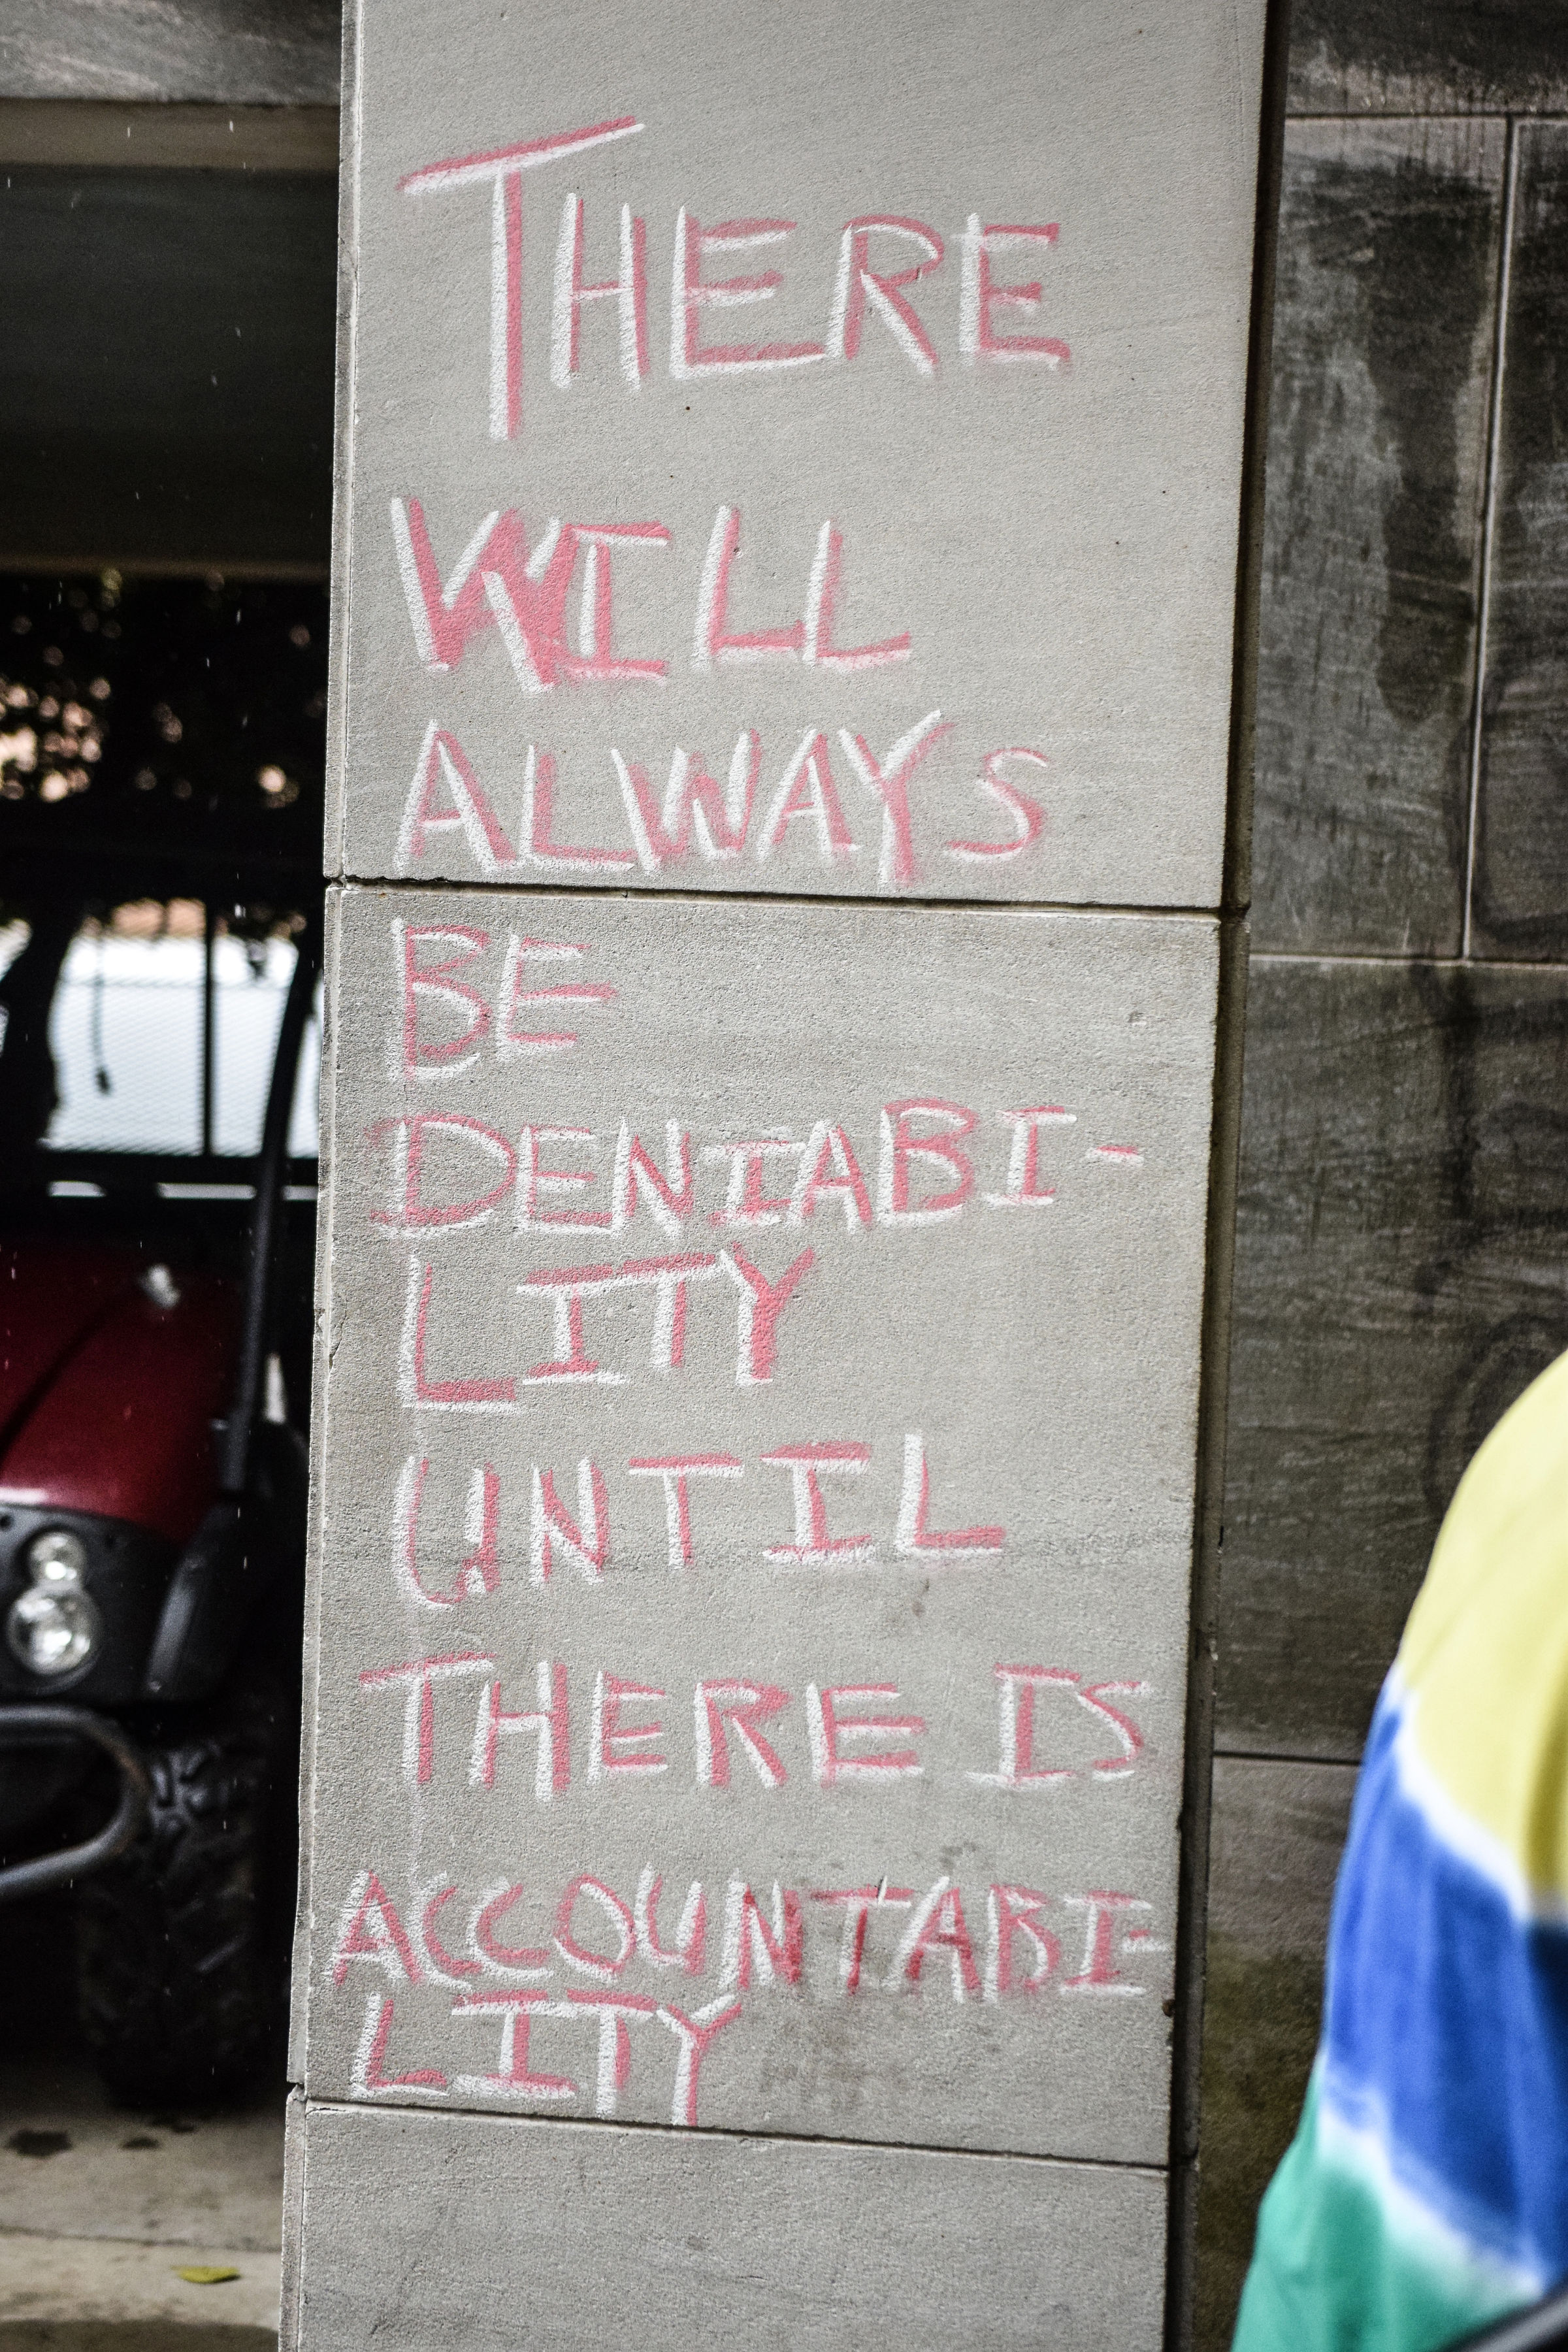 THERE
WILL
ALWAYS
BE
DENIABI-
LITY
UNTIL
THERE IS
ACCOUNTABI-
LITY